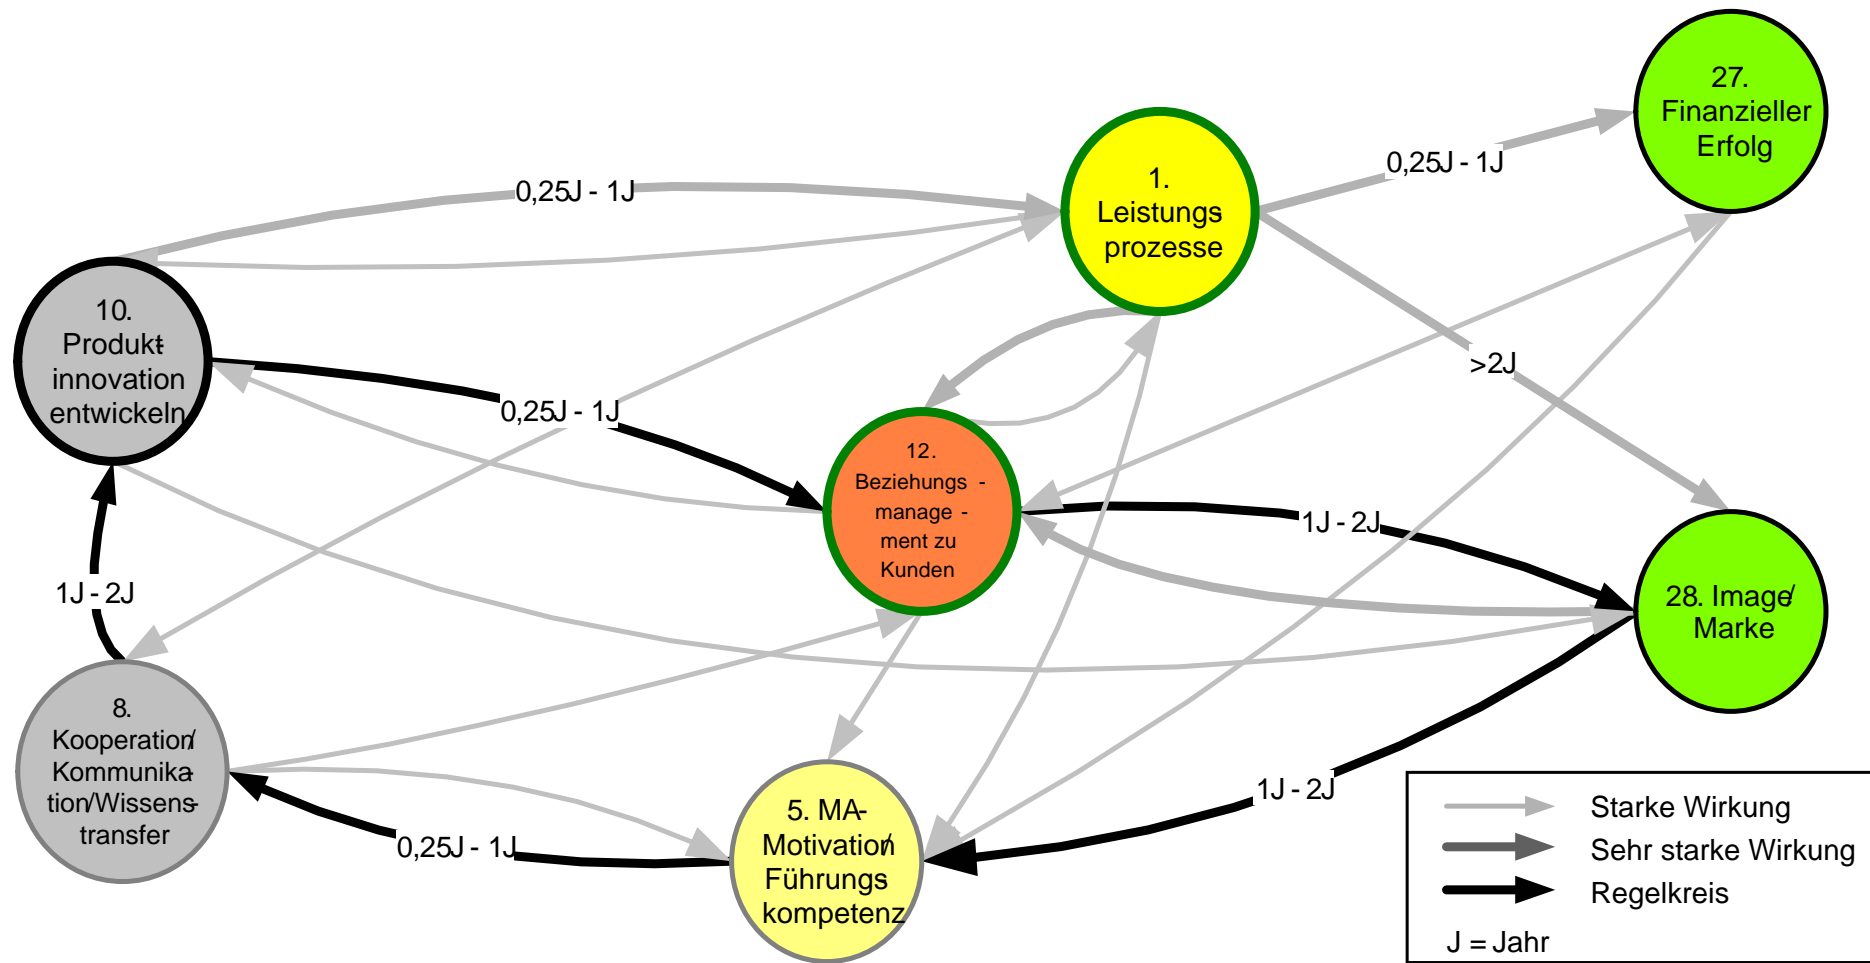 27.
Finanzieller
Erfolg
0,25J - 1J
0,25J - 1J
1.
Leistungs-
prozesse
10.
Produkt-
innovation
entwickeln
>2J
0,25J - 1J
12.
Beziehungs -
manage -
ment zu
Kunden
1J - 2J
28. Image/
Marke
1J - 2J
8.
Kooperation/
Kommunika-
tion/Wissens-
transfer
0,25J - 1J
5. MA-
Motivation/
Führungs-
kompetenz
1J - 2J
Starke Wirkung
Sehr starke Wirkung
Regelkreis
J = Jahr